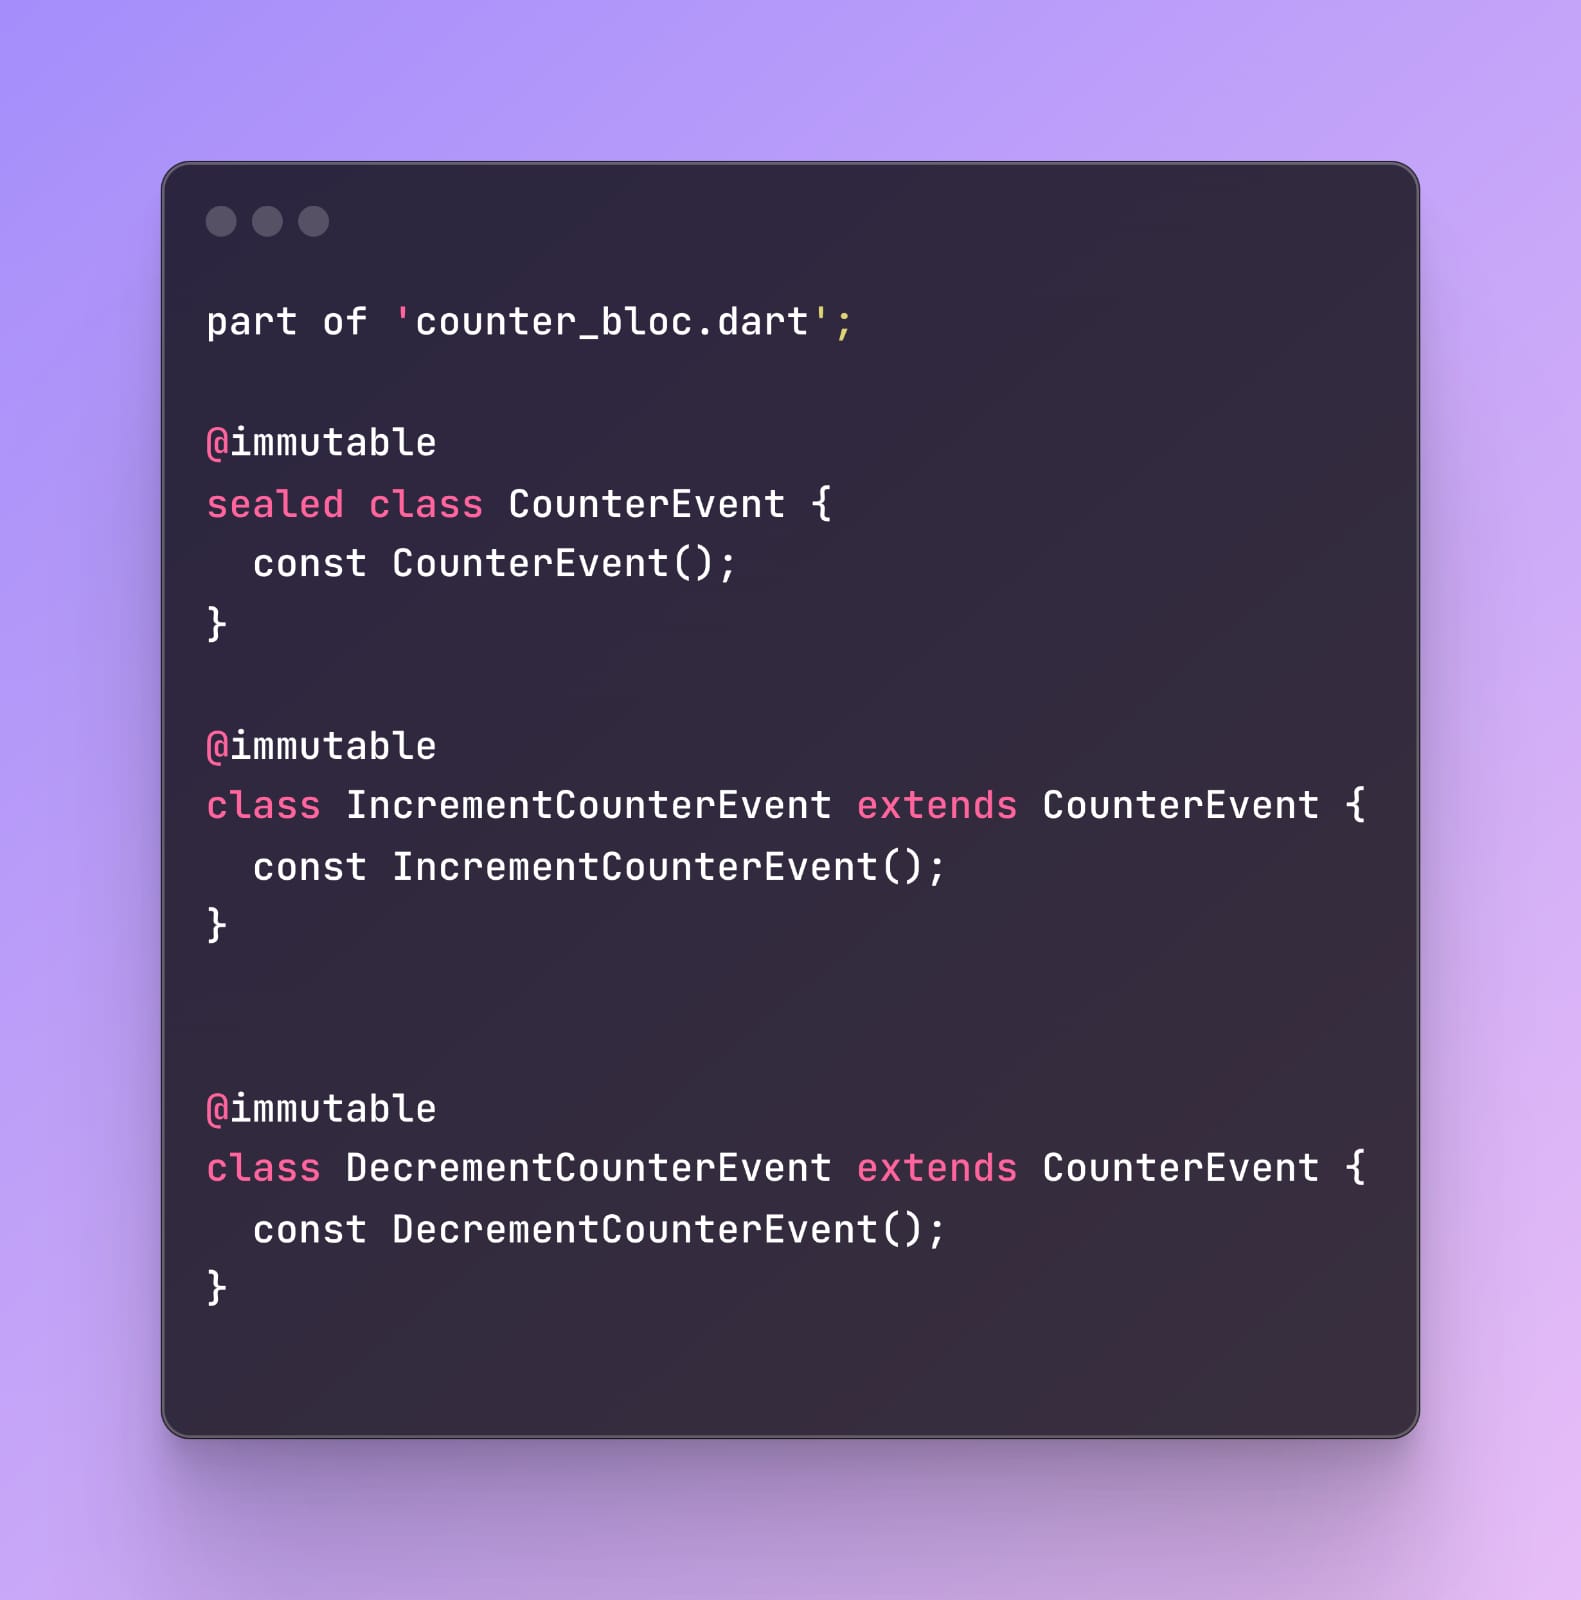 part of 'counter_bloc.dart';
@immutable
sealed class CounterEvent {
  const CounterEvent();
}
@immutable
class IncrementCounterEvent extends CounterEvent {
  const IncrementCounterEvent();
}
@immutable
class DecrementCounterEvent extends CounterEvent {
  const DecrementCounterEvent();
}